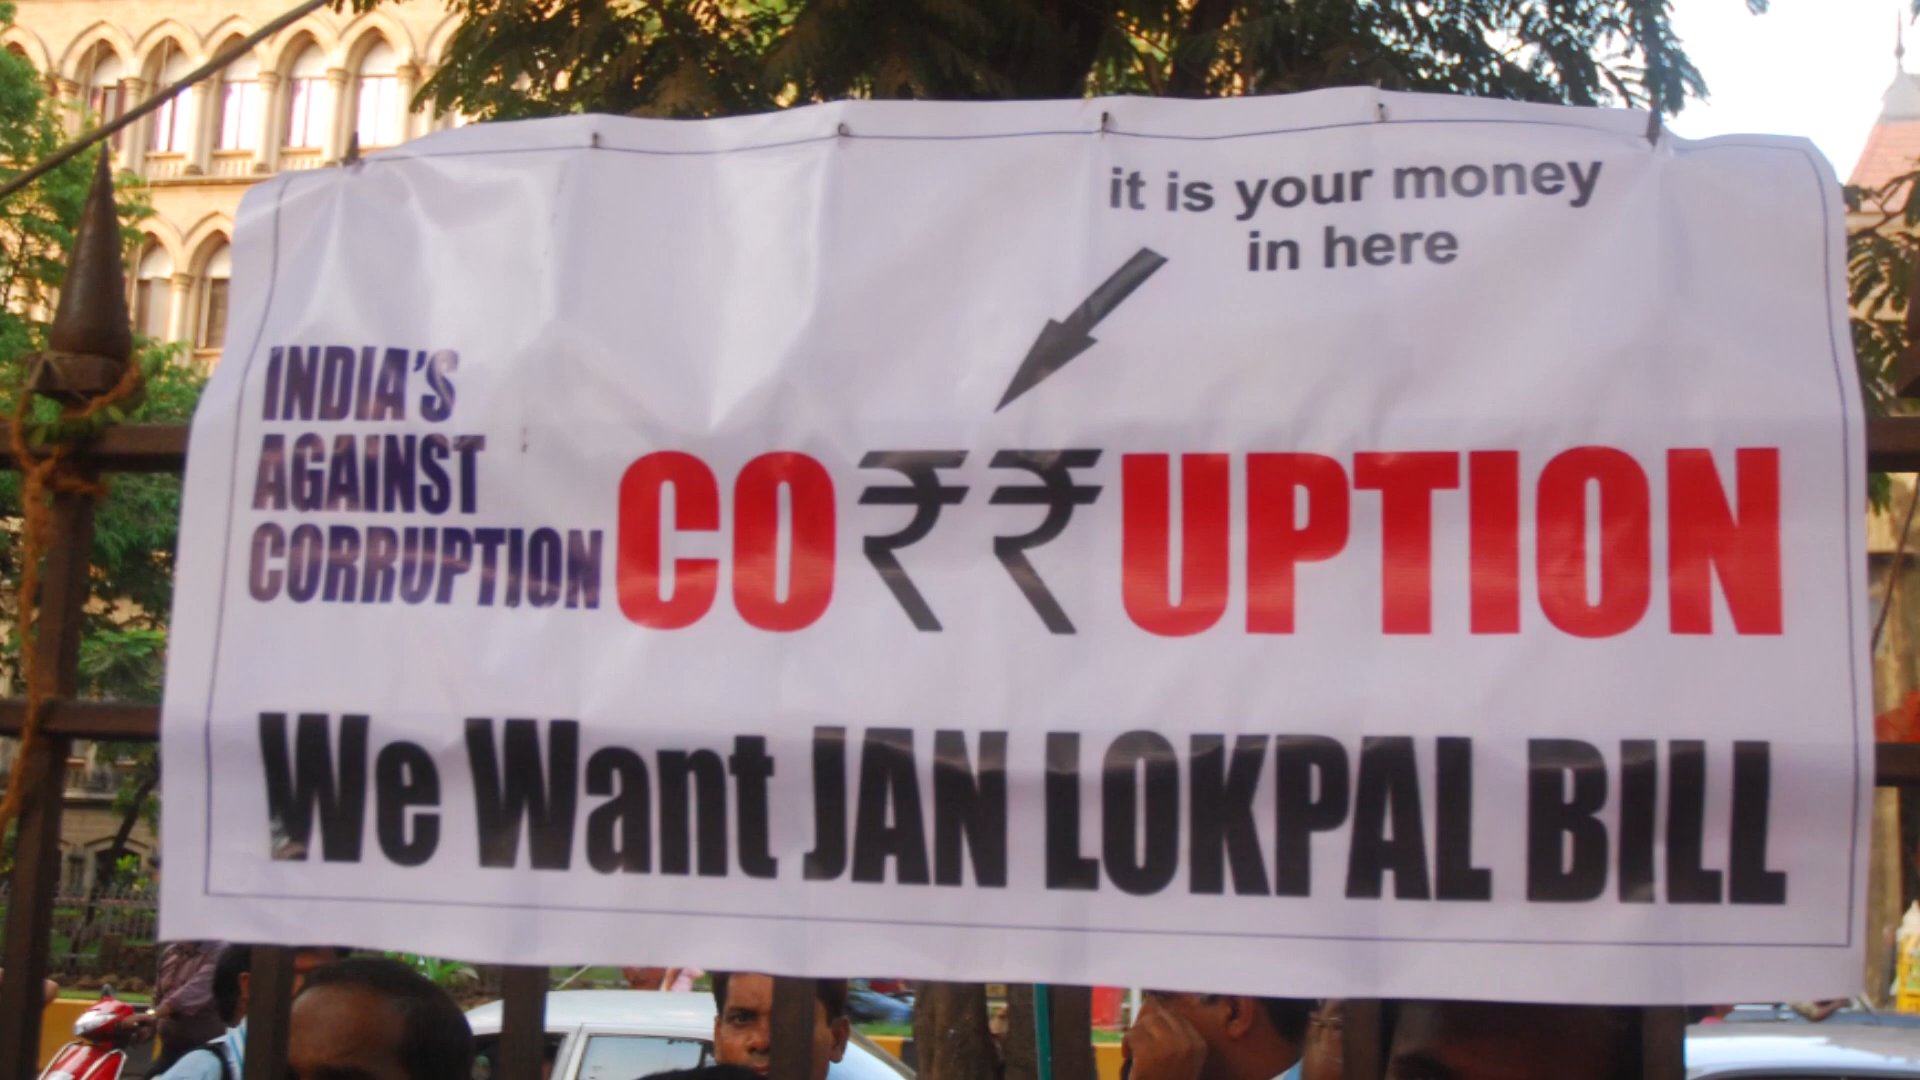 it is your money
in here
INDIA'S
AGAINST
CORRUPTION
CO₹₹UPTION
We Want JAN LOKPAL BILL